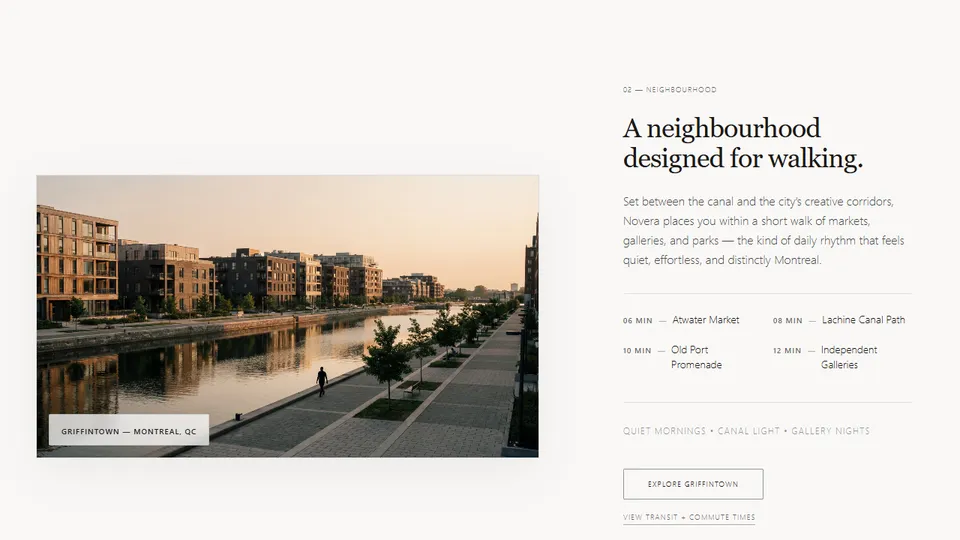 02 — NEIGHBOURHOOD
A neighbourhood
designed for walking.
Set between the canal and the city's creative corridors,
Novera places you within a short walk of markets,
galleries, and parks — the kind of daily rhythm that feels
quiet, effortless, and distinctly Montreal.
06 MIN — Atwater Market
08 MIN — Lachine Canal Path
10 MIN — Old Port
Promenade
12 MIN — Independent
Galleries
QUIET MORNINGS • CANAL LIGHT • GALLERY NIGHTS
EXPLORE GRIFFINTOWN
VIEW TRANSIT + COMMUTE TIMES
GRIFFINTOWN — MONTREAL, QC